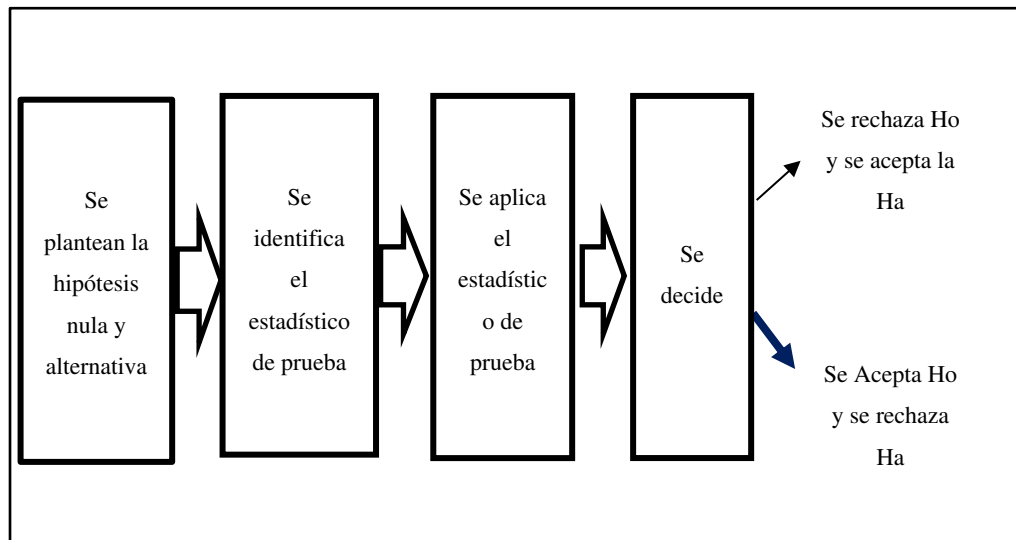 Se
plantean la
hipótesis
nula y
alternativa
Se
identifica
el
estadístico
de prueba
Se aplica
el
estadístic
o de
prueba
Se
decide
Se rechaza Ho
y se acepta la
Ha
Se Acepta Ho
y se rechaza
Ha